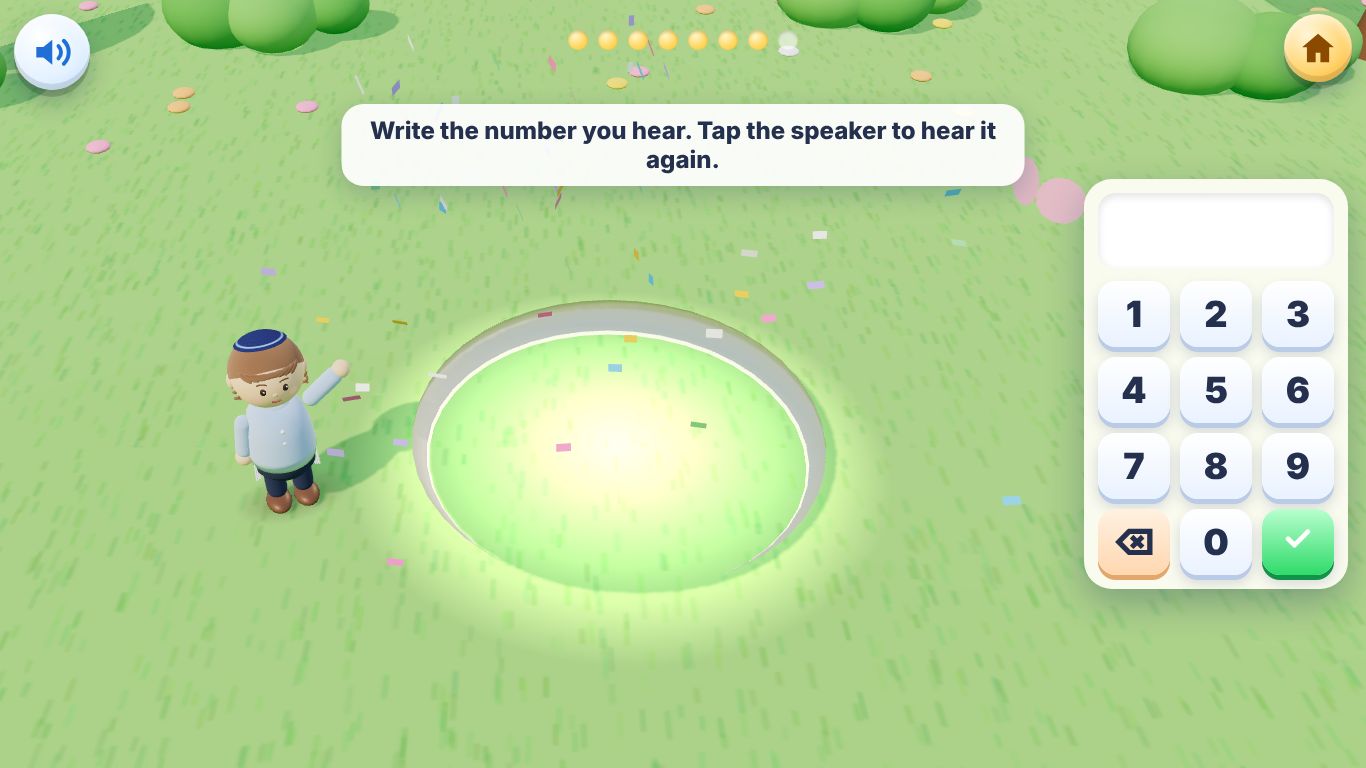 Write the number you hear. Tap the speaker to hear it
again.
1 2 3
4 5 6
7 8 9
0